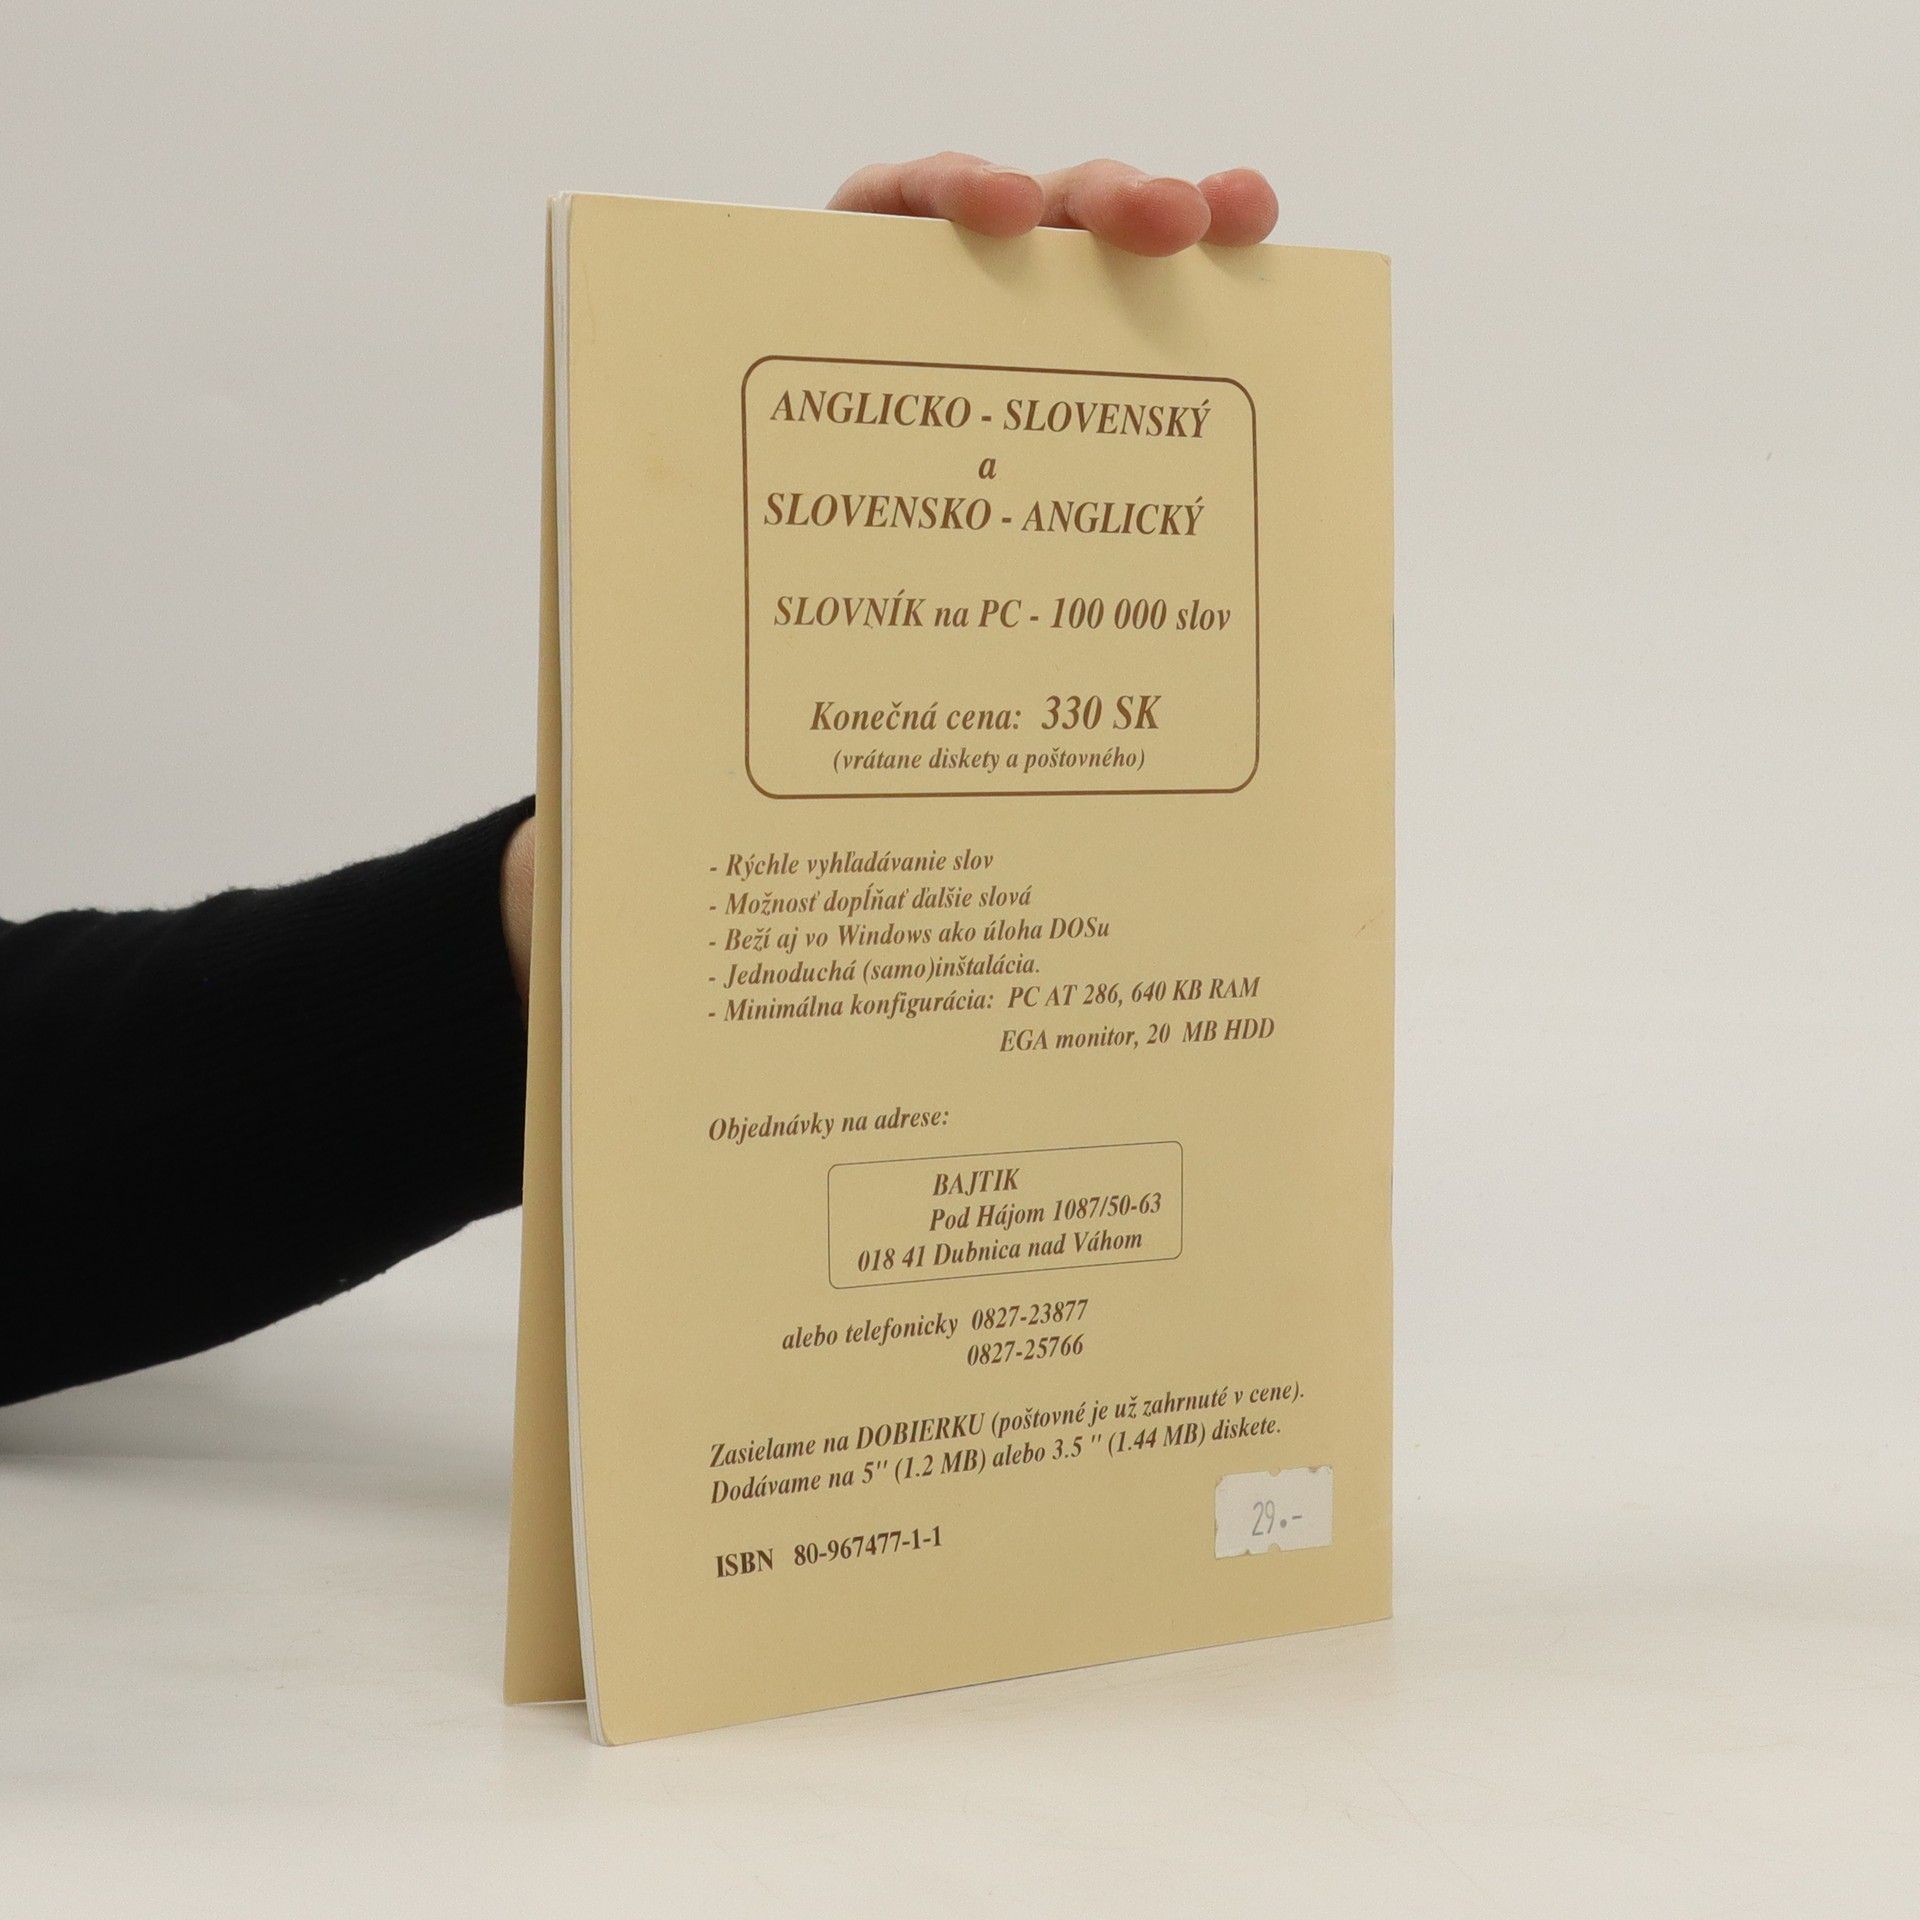 ANGLICKO - SLOVENSKÝ
a
SLOVENSKO - ANGLICKÝ
SLOVNÍK na PC - 100 000 slov
Konečná cena: 330 SK
(vrátane diskety a poštovného)
- Rýchle vyhľadávanie slov
- Možnosť dopĺňať ďalšie slová
- Beží aj vo Windows ako úloha DOSu
- Jednoduchá (samo)inštalácia.
- Minimálna konfigurácia: PC AT 286, 640 KB RAM
EGA monitor, 20 MB HDD
Objednávky na adrese:
BAJTIK
Pod Hájom 1087/50-63
018 41 Dubnica nad Váhom
alebo telefonicky 0827-23877
0827-25766
Zasielame na DOBIERKU (poštovné je už zahrnuté v cene).
Dodávame na 5" (1.2 MB) alebo 3.5 " (1.44 MB) diskete.
29.-
ISBN 80-967477-1-1